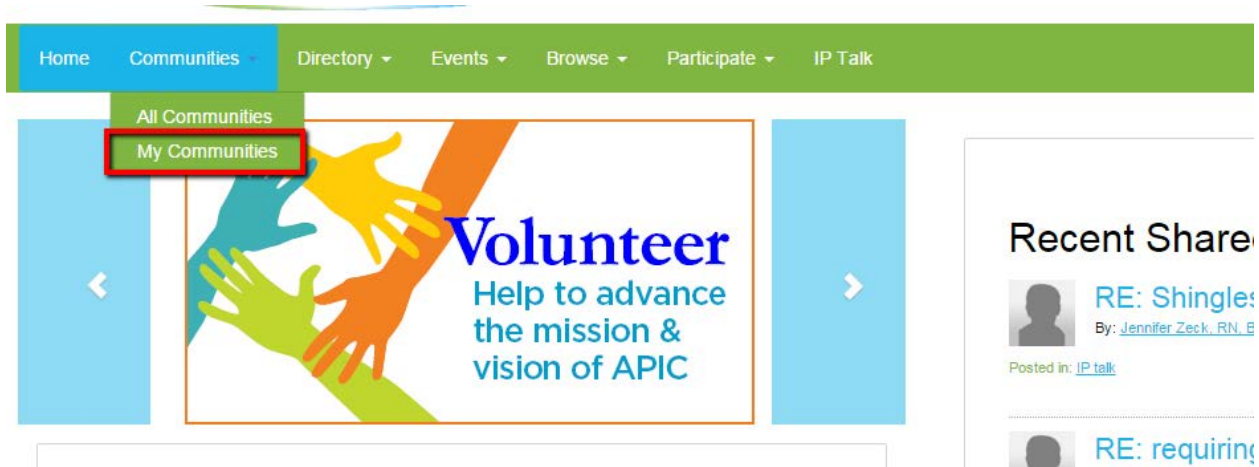 Home Communities Directory Events Browse Participate IP Talk
All Communities
My Communities
Volunteer
Help to advance
the mission &
vision of APIC
Recent Shared
RE: Shingles
By: Jennifer Zeck, RN, B
Posted in: IP talk
RE: requiring